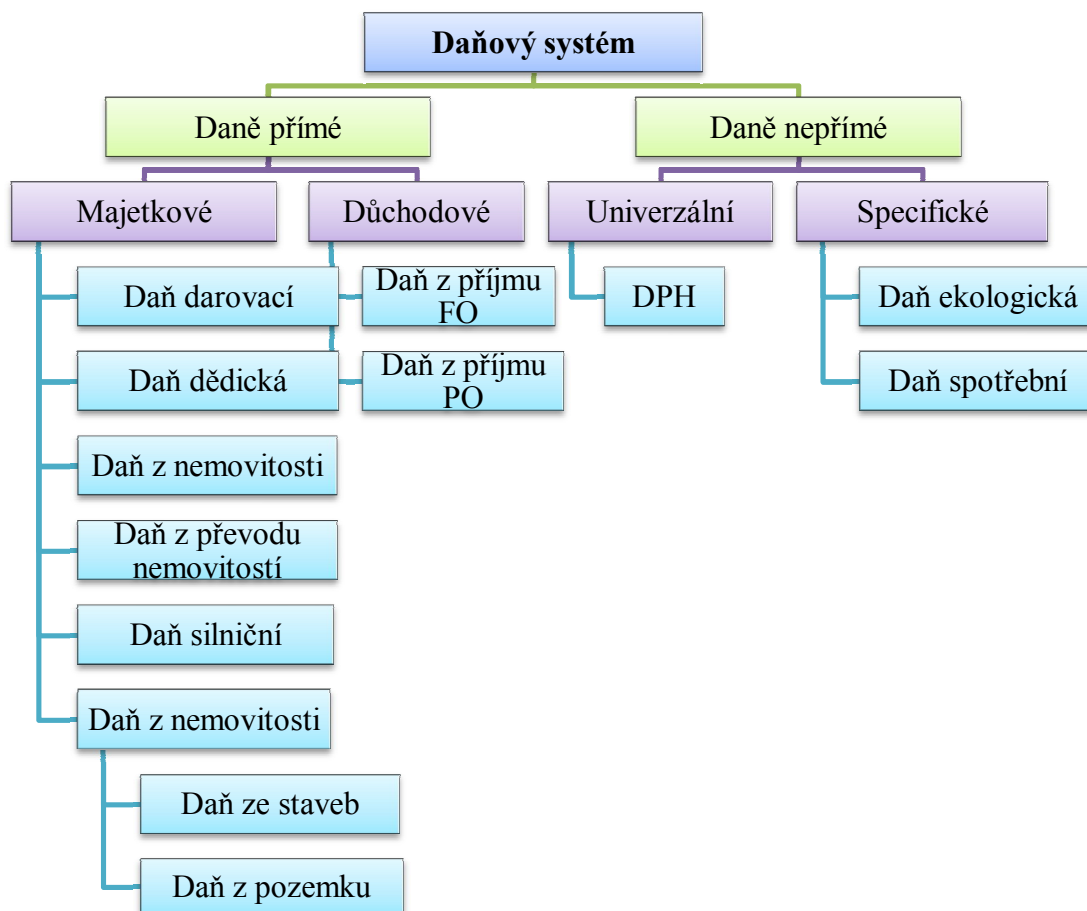 Daňový systém
Daně přímé
Daně nepřímé
Majetkové
Důchodové
Univerzální
Specifické
Daň darovací
Daň z příjmu
FO
DPH
Daň ekologická
Daň dědická
Daň z příjmu
PO
Daň spotřební
Daň z nemovitosti
Daň z převodu
nemovitostí
Daň silniční
Daň z nemovitosti
Daň ze staveb
Daň z pozemku